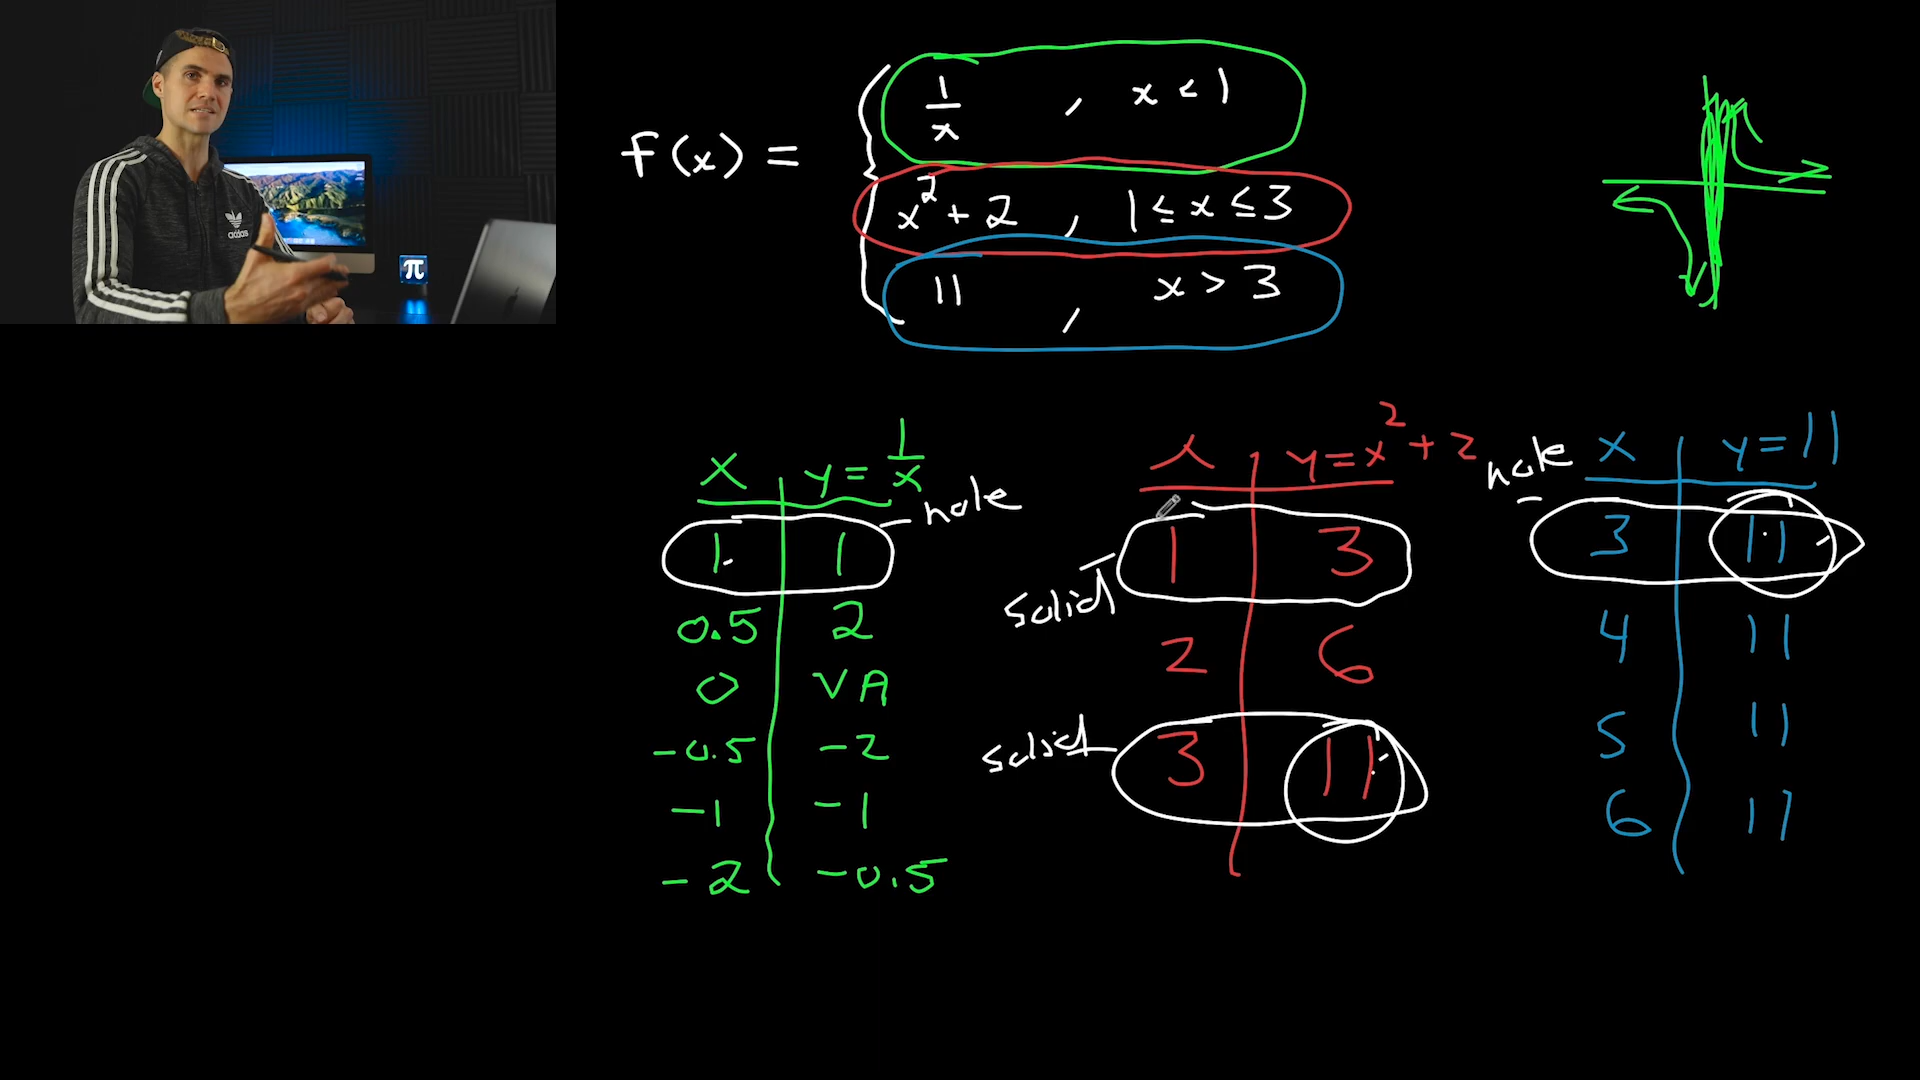 f(x) =
1/x , x < 1
x² + 2 , 1 ≤ x ≤ 3
11 , x > 3
adidas
π
x y = 1/x
1 1 hole
0.5 2
0 VA
-0.5 -2
-1 -1
-2 -0.5
x y = x² + 2
solid 1 3
2 6
solid 3 11
x y = 11
hole 3 11
4 11
5 11
6 11